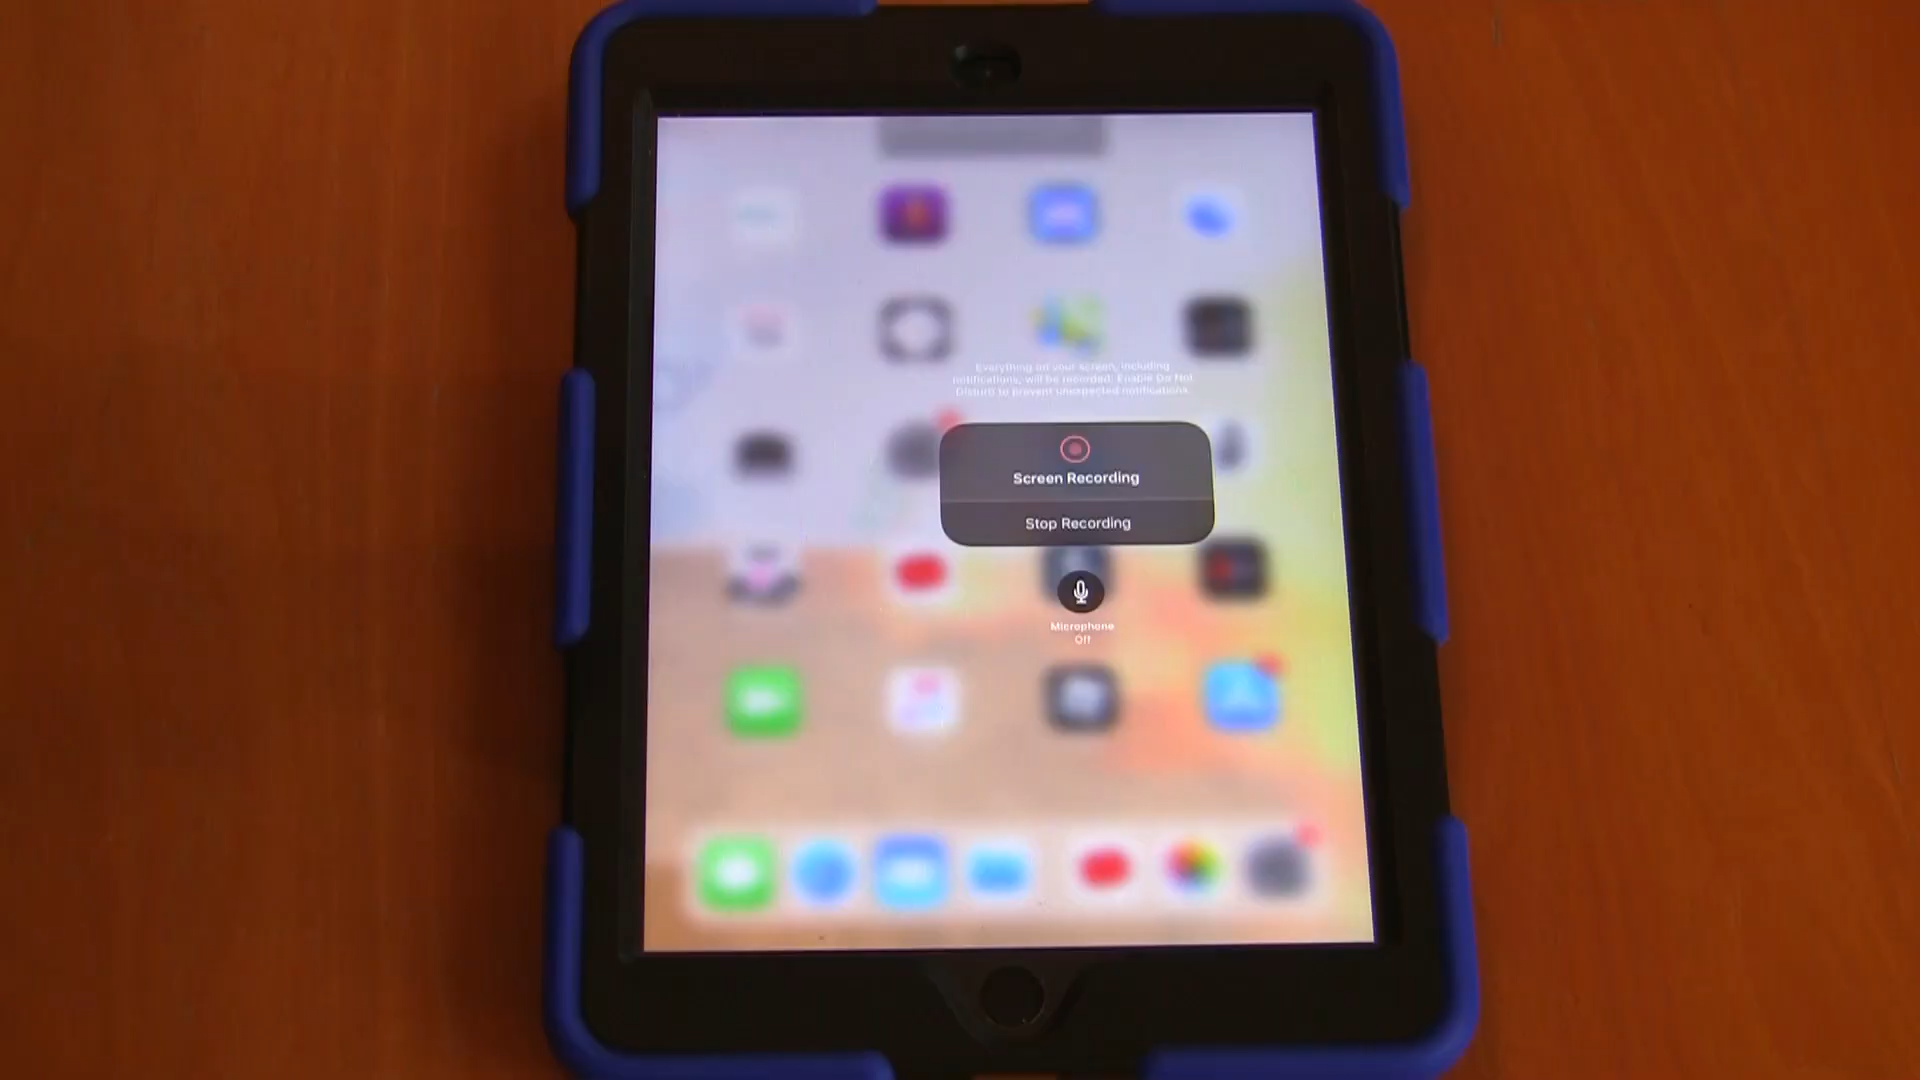 Everything on your screen, including
notifications, will be recorded. Enable Do Not
Disturb to prevent unexpected notifications.
Screen Recording
Stop Recording
Microphone
Off